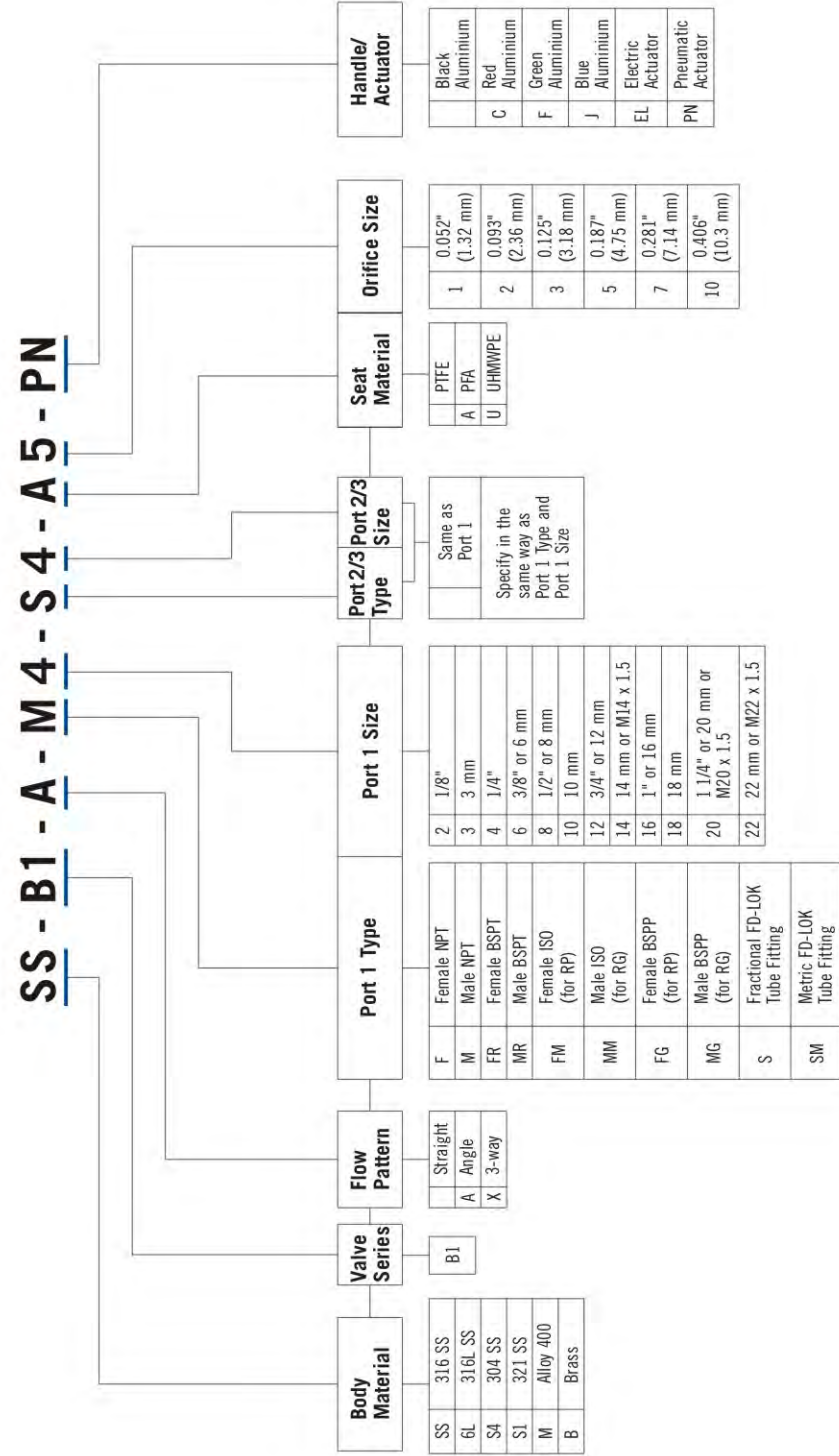 SS - B1 - A - M 4 - S 4 - A 5 - PN
Body
Material
SS 316 SS
6L 316L SS
S4 304 SS
S1 321 SS
M Alloy 400
B Brass
Valve
Series
B1
Flow
Pattern
Straight
A Angle
X 3-way
Port 1 Type
F Female NPT
M Male NPT
FR Female BSPT
MR Male BSPT
FM Female ISO
(for RP)
MM Male ISO
(for RG)
FG Female BSPP
(for RP)
MG Male BSPP
(for RG)
S Fractional FD-LOK
Tube Fitting
SM Metric FD-LOK
Tube Fitting
Port 1 Size
2 1/8"
3 3 mm
4 1/4"
6 3/8" or 6 mm
8 1/2" or 8 mm
10 10 mm
12 3/4" or 12 mm
14 14 mm or M14 x 1.5
16 1" or 16 mm
18 18 mm
20 1 1/4" or 20 mm or
M20 x 1.5
22 22 mm or M22 x 1.5
Port2/3
Type
Port 2/3
Size
Same as
Port 1
Specify in the
same way as
Port 1 Type and
Port 1 Size
Seat
Material
PTFE
A PFA
U UHMWPE
Orifice Size
1 0.052"
(1.32 mm)
2 0.093"
(2.36 mm)
3 0.125"
(3.18 mm)
5 0.187"
(4.75 mm)
7 0.281"
(7.14 mm)
10 0.406"
(10.3 mm)
Handle/
Actuator
Black
Aluminium
C Red
Aluminium
F Green
Aluminium
J Blue
Aluminium
EL Electric
Actuator
PN Pneumatic
Actuator